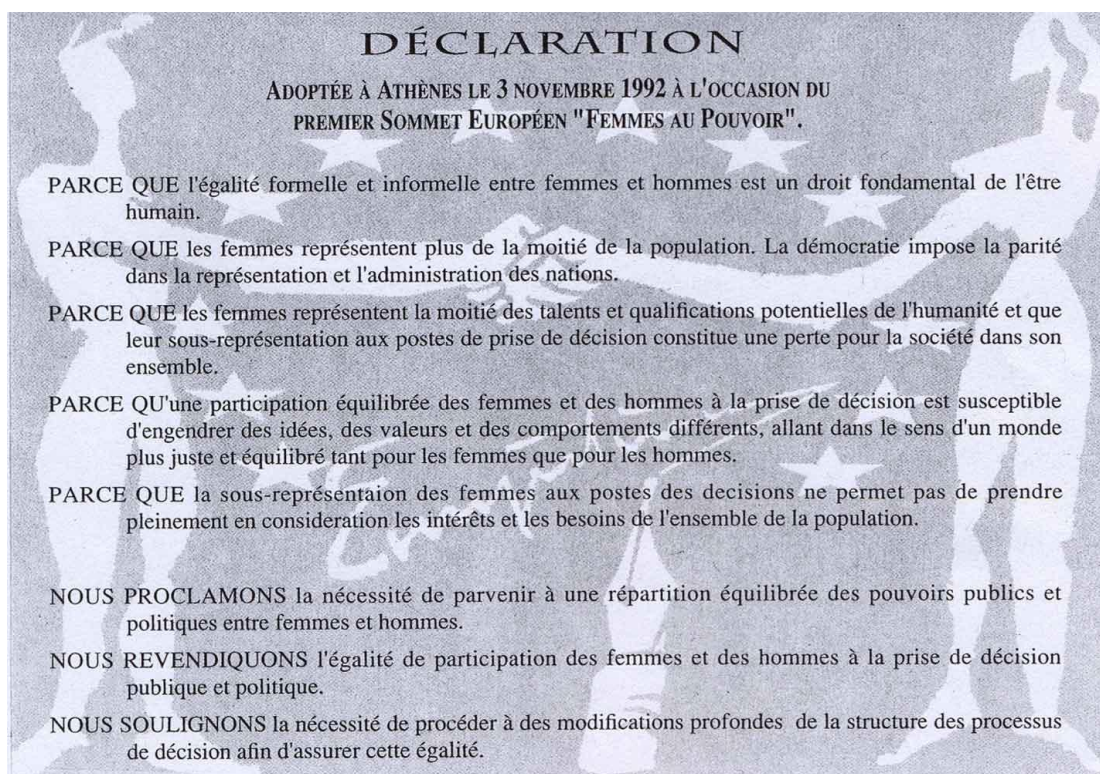 DÉCLARATION
ADOPTÉE À ATHÈNES LE 3 NOVEMBRE 1992 À L'OCCASION DU
PREMIER SOMMET EUROPÉEN "FEMMES AU POUVOIR".
PARCE QUE l'égalité formelle et informelle entre femmes et hommes est un droit fondamental de l'être
humain.
PARCE QUE les femmes représentent plus de la moitié de la population. La démocratie impose la parité
dans la représentation et l'administration des nations.
PARCE QUE les femmes représentent la moitié des talents et qualifications potentielles de l'humanité et que
leur sous-représentation aux postes de prise de décision constitue une perte pour la société dans son
ensemble.
PARCE QU'une participation équilibrée des femmes et des hommes à la prise de décision est susceptible
d'engendrer des idées, des valeurs et des comportements différents, allant dans le sens d'un monde
plus juste et équilibré tant pour les femmes que pour les hommes.
PARCE QUE la sous-représentaion des femmes aux postes des decisions ne permet pas de prendre
pleinement en consideration les intérêts et les besoins de l'ensemble de la population.
NOUS PROCLAMONS la nécessité de parvenir à une répartition équilibrée des pouvoirs publics et
politiques entre femmes et hommes.
NOUS REVENDIQUONS l'égalité de participation des femmes et des hommes à la prise de décision
publique et politique.
NOUS SOULIGNONS la nécessité de procéder à des modifications profondes de la structure des processus
de décision afin d'assurer cette égalité.